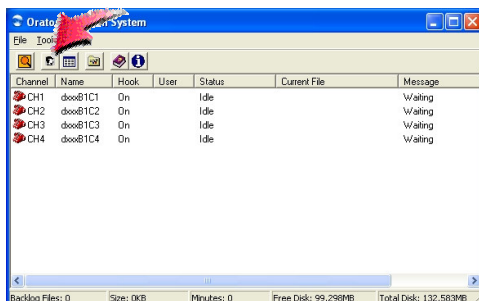 Orato System
File Tools
Channel Name Hook User Status Current File Message
CH1 dxxxB1C1 On Idle Waiting
CH2 dxxxB1C2 On Idle Waiting
CH3 dxxxB1C3 On Idle Waiting
CH4 dxxxB1C4 On Idle Waiting
Backlog Files: 0 Size: 0KB Minutes: 0 Free Disk: 99.298MB Total Disk: 132.583MB